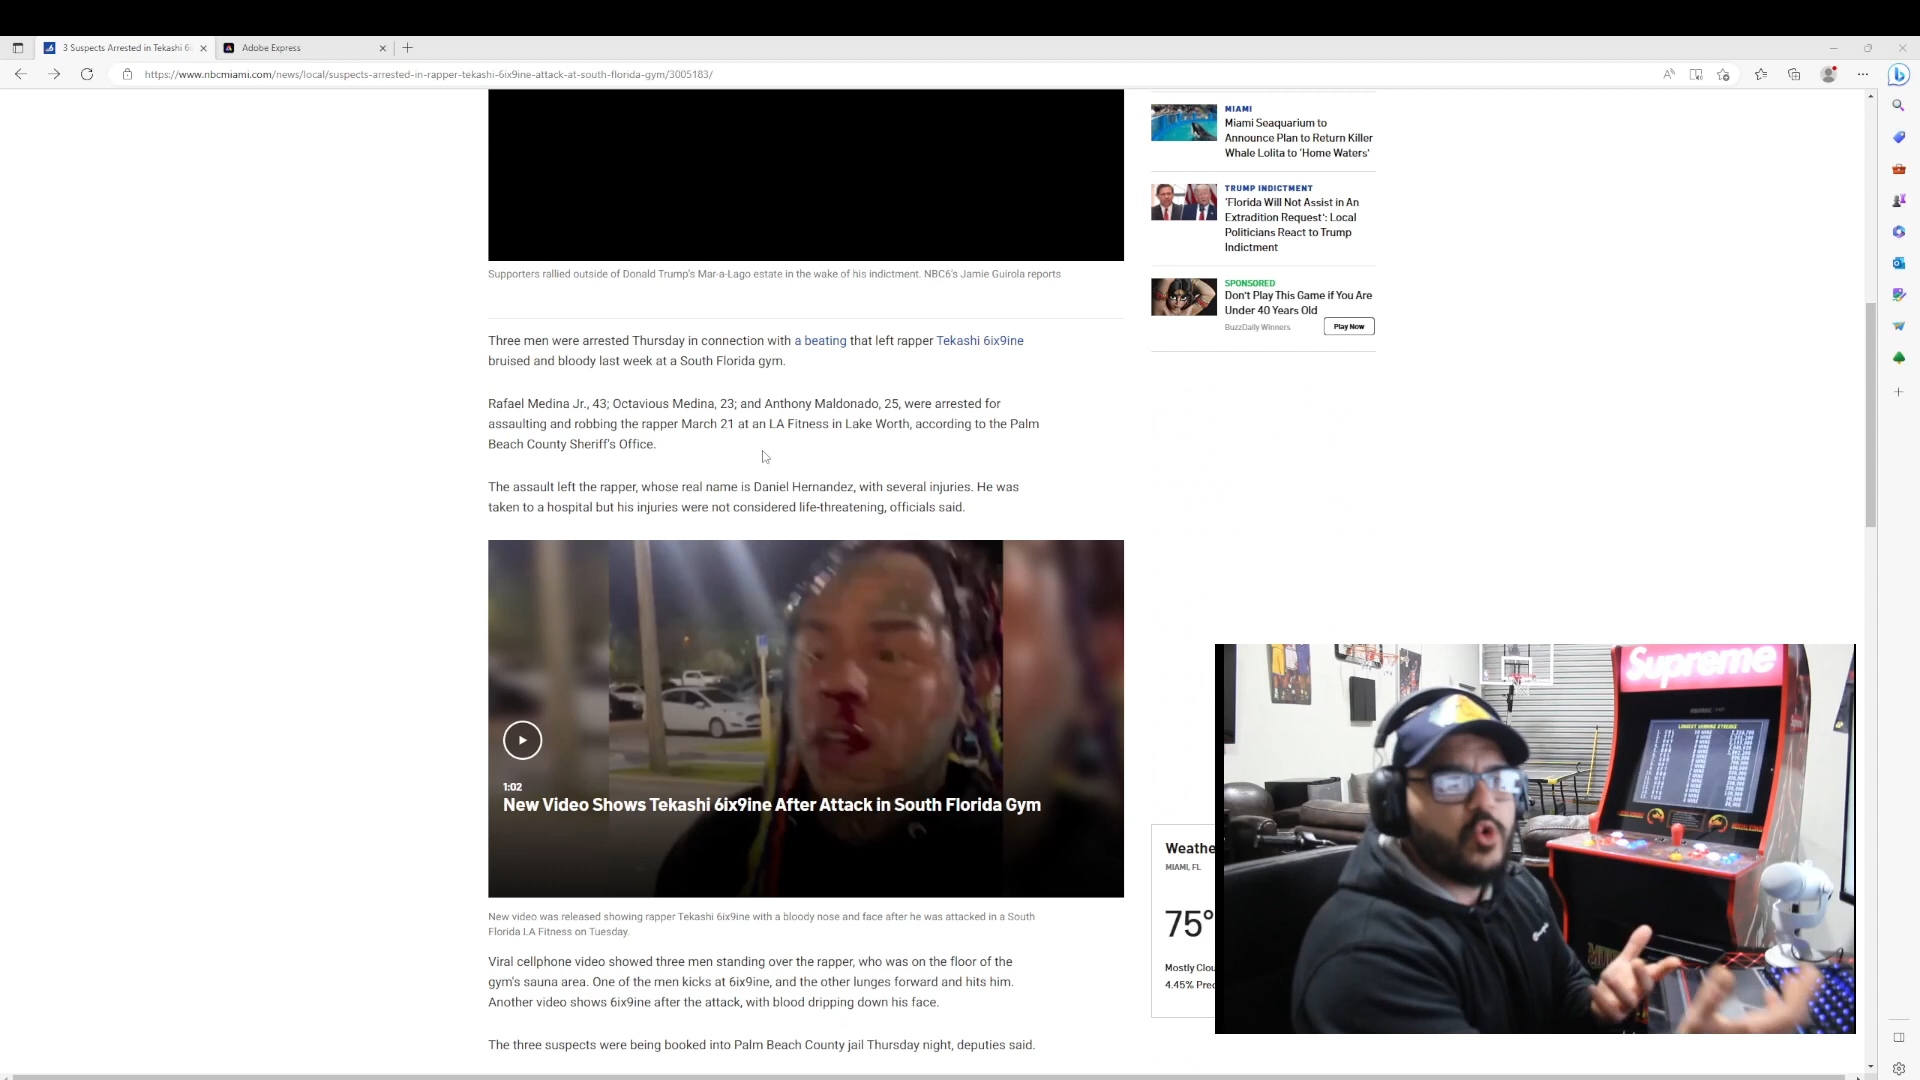 3 Suspects Arrested in Tekashi 6i
Adobe Express
https://www.nbcmiami.com/news/local/suspects-arrested-in-rapper-tekashi-6ix9ine-attack-at-south-florida-gym/3005183/
Supporters rallied outside of Donald Trump's Mar-a-Lago estate in the wake of his indictment. NBC6's Jamie Guirola reports
Three men were arrested Thursday in connection with a beating that left rapper Tekashi 6ix9ine
bruised and bloody last week at a South Florida gym.
Rafael Medina Jr., 43; Octavious Medina, 23; and Anthony Maldonado, 25, were arrested for
assaulting and robbing the rapper March 21 at an LA Fitness in Lake Worth, according to the Palm
Beach County Sheriff's Office.
The assault left the rapper, whose real name is Daniel Hernandez, with several injuries. He was
taken to a hospital but his injuries were not considered life-threatening, officials said.
1:02
New Video Shows Tekashi 6ix9ine After Attack in South Florida Gym
New video was released showing rapper Tekashi 6ix9ine with a bloody nose and face after he was attacked in a South
Florida LA Fitness on Tuesday.
Viral cellphone video showed three men standing over the rapper, who was on the floor of the
gym's sauna area. One of the men kicks at 6ix9ine, and the other lunges forward and hits him.
Another video shows 6ix9ine after the attack, with blood dripping down his face.
The three suspects were being booked into Palm Beach County jail Thursday night, deputies said.
MIAMI
Miami Seaquarium to
Announce Plan to Return Killer
Whale Lolita to 'Home Waters'
TRUMP INDICTMENT
'Florida Will Not Assist in An
Extradition Request': Local
Politicians React to Trump
Indictment
SPONSORED
Don't Play This Game if You Are
Under 40 Years Old
BuzzDaily Winners
Play Now
Weathe
MIAMI, FL
75°
Mostly Clou
4.45% Prec
Supreme
LONGEST WINNING STREAKS